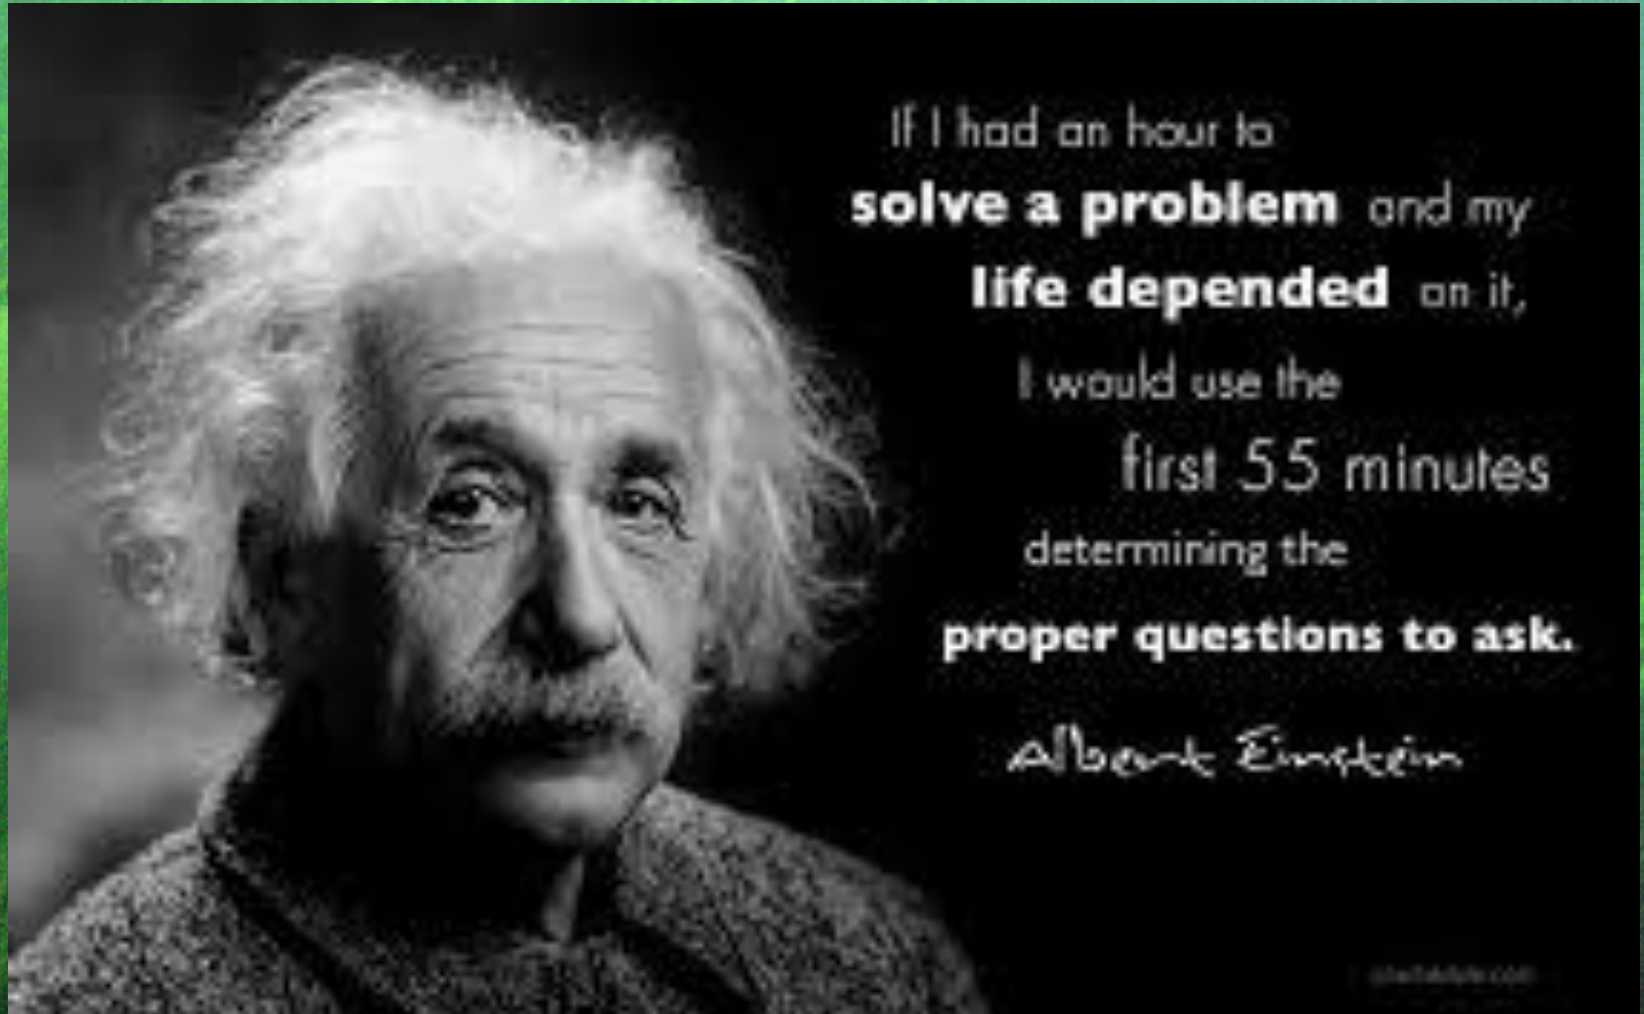 If I had an hour to
solve a problem and my
life depended on it,
I would use the
first 55 minutes
determining the
proper questions to ask.
Albert Einstein